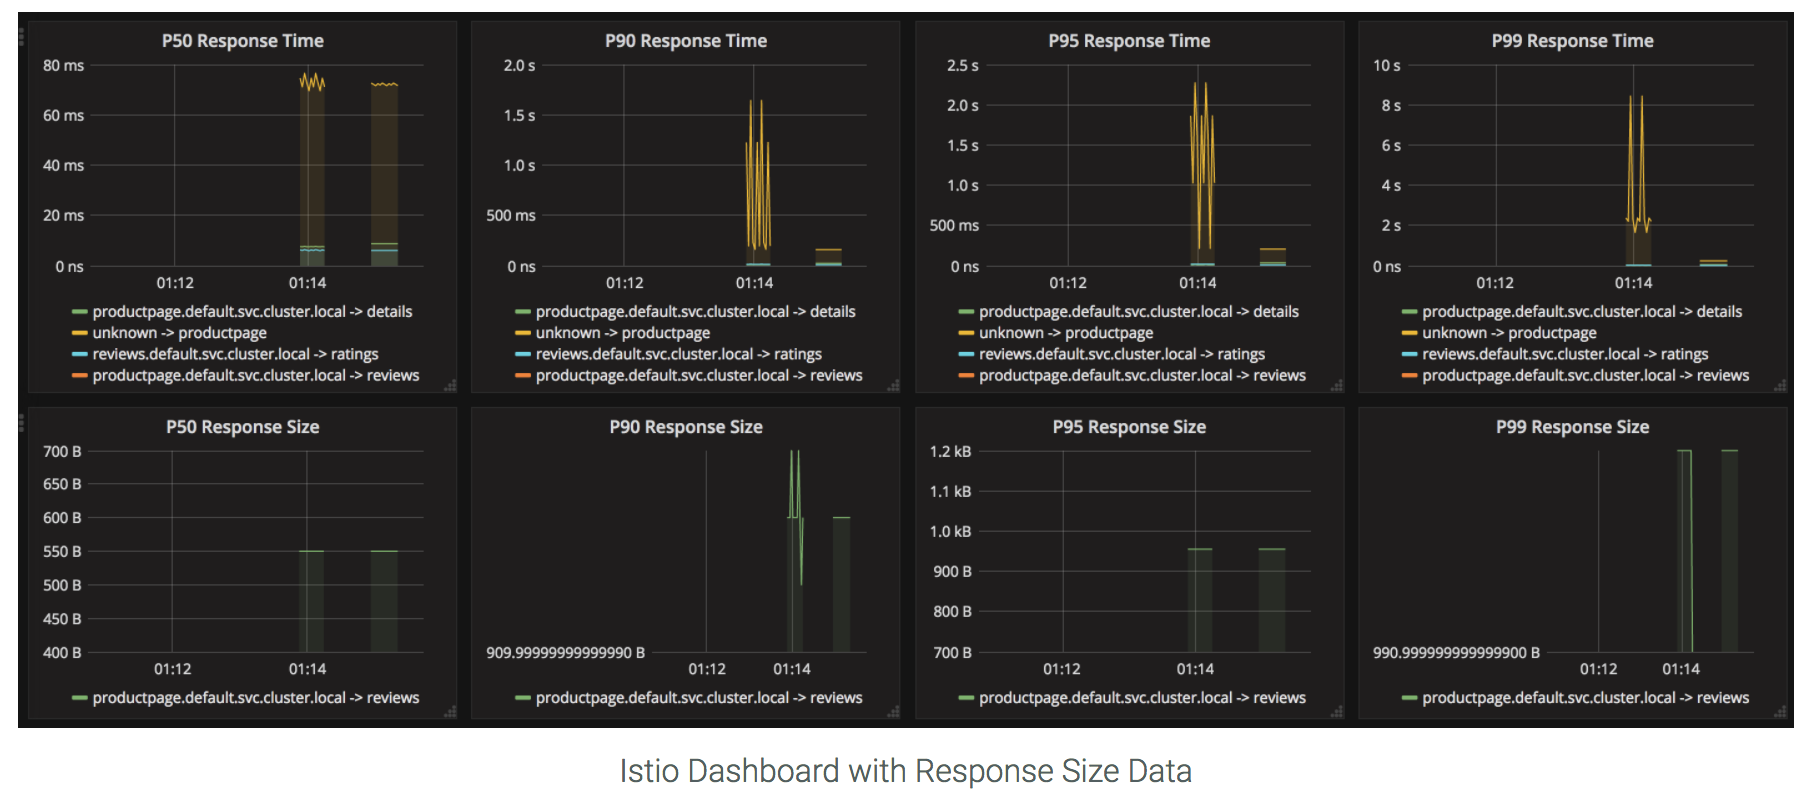 P50 Response Time
80 ms
60 ms
40 ms
20 ms
0 ns
01:12 01:14
productpage.default.svc.cluster.local -> details
unknown -> productpage
reviews.default.svc.cluster.local -> ratings
productpage.default.svc.cluster.local -> reviews
P90 Response Time
2.0 s
1.5 s
1.0 s
500 ms
0 ns
01:12 01:14
productpage.default.svc.cluster.local -> details
unknown -> productpage
reviews.default.svc.cluster.local -> ratings
productpage.default.svc.cluster.local -> reviews
P95 Response Time
2.5 s
2.0 s
1.5 s
1.0 s
500 ms
0 ns
01:12 01:14
productpage.default.svc.cluster.local -> details
unknown -> productpage
reviews.default.svc.cluster.local -> ratings
productpage.default.svc.cluster.local -> reviews
P99 Response Time
10 s
8 s
6 s
4 s
2 s
0 ns
01:12 01:14
productpage.default.svc.cluster.local -> details
unknown -> productpage
reviews.default.svc.cluster.local -> ratings
productpage.default.svc.cluster.local -> reviews
P50 Response Size
700 B
650 B
600 B
550 B
500 B
450 B
400 B
01:12 01:14
productpage.default.svc.cluster.local -> reviews
P90 Response Size
909.99999999999990 B
01:12 01:14
productpage.default.svc.cluster.local -> reviews
P95 Response Size
1.2 kB
1.1 kB
1.0 kB
900 B
800 B
700 B
01:12 01:14
productpage.default.svc.cluster.local -> reviews
P99 Response Size
990.999999999999900 B
01:12 01:14
productpage.default.svc.cluster.local -> reviews
Istio Dashboard with Response Size Data